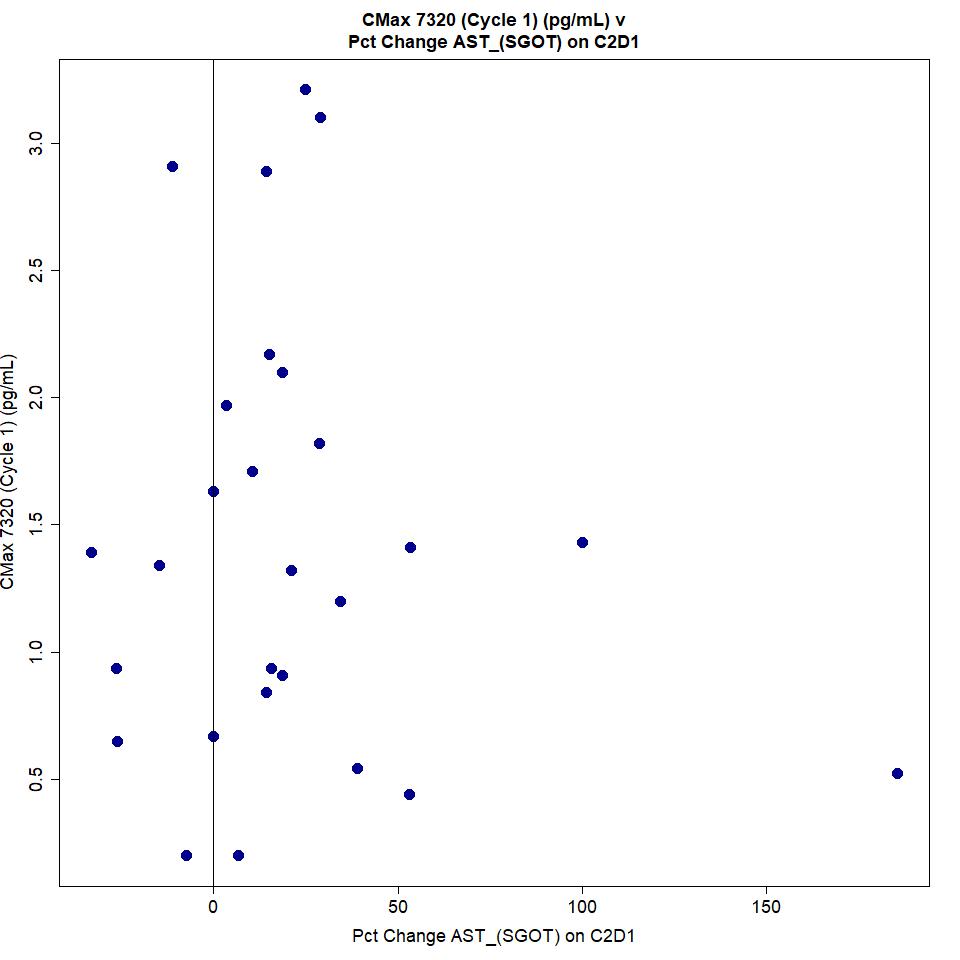 CMax 7320 (Cycle 1) (pg/mL) v
Pct Change AST_(SGOT) on C2D1
3.0
2.5
2.0
1.5
1.0
0.5
CMax 7320 (Cycle 1) (pg/mL)
0 50 100 150
Pct Change AST_(SGOT) on C2D1